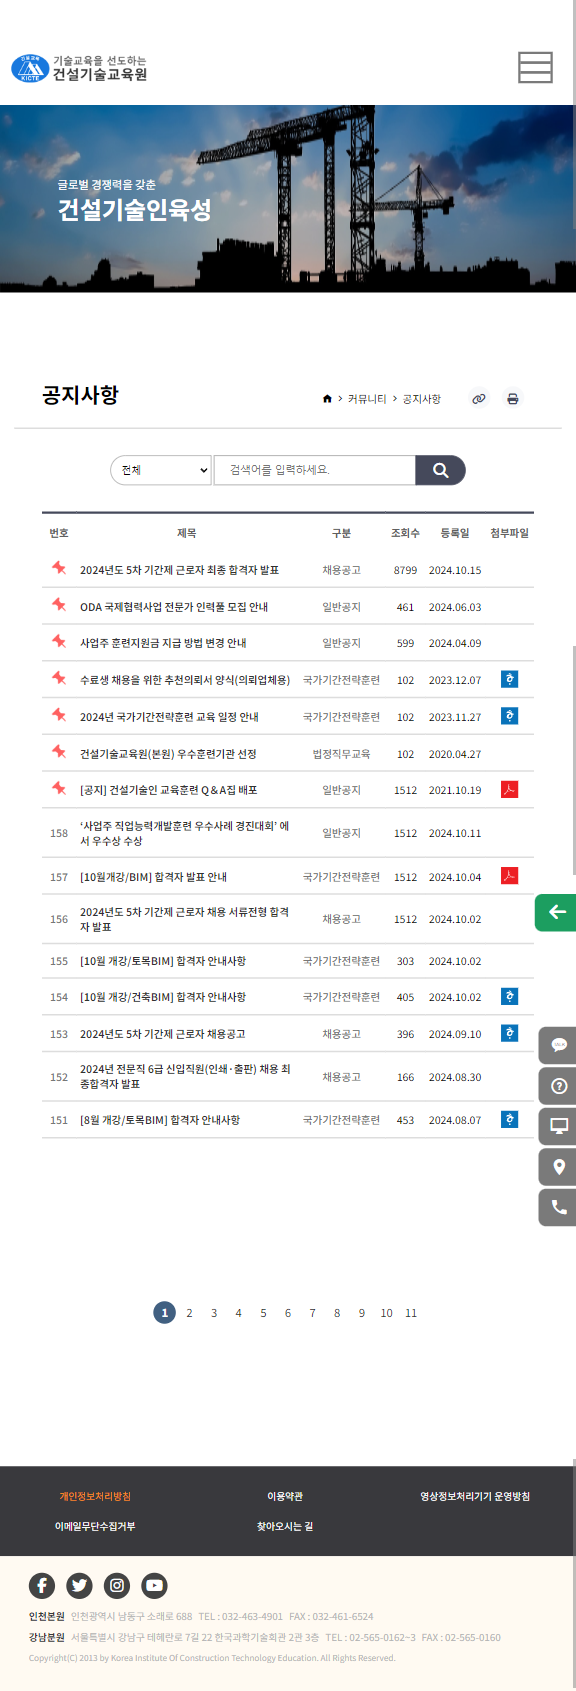 기술교육을 선도하는
건설기술교육원
KICTE
글로벌 경쟁력을 갖춘
건설기술인육성
공지사항
> 커뮤니티 > 공지사항
전체
검색어를 입력하세요.
번호 제목 구분 조회수 등록일 첨부파일
2024년도 5차 기간제 근로자 최종 합격자 발표 채용공고 8799 2024.10.15
ODA 국제협력사업 전문가 인력풀 모집 안내 일반공지 461 2024.06.03
사업주 훈련지원금 지급 방법 변경 안내 일반공지 599 2024.04.09
수료생 채용을 위한 추천의뢰서 양식(의뢰업체용) 국가기간전략훈련 102 2023.12.07
2024년 국가기간전략훈련 교육 일정 안내 국가기간전략훈련 102 2023.11.27
건설기술교육원(본원) 우수훈련기관 선정 법정직무교육 102 2020.04.27
[공지] 건설기술인 교육훈련 Q&A집 배포 일반공지 1512 2021.10.19
158 ‘사업주 직업능력개발훈련 우수사례 경진대회’ 에
서 우수상 수상 일반공지 1512 2024.10.11
157 [10월개강/BIM] 합격자 발표 안내 국가기간전략훈련 1512 2024.10.04
156 2024년도 5차 기간제 근로자 채용 서류전형 합격
자 발표 채용공고 1512 2024.10.02
155 [10월 개강/토목BIM] 합격자 안내사항 국가기간전략훈련 303 2024.10.02
154 [10월 개강/건축BIM] 합격자 안내사항 국가기간전략훈련 405 2024.10.02
153 2024년도 5차 기간제 근로자 채용공고 채용공고 396 2024.09.10
152 2024년 전문직 6급 신입직원(인쇄·출판) 채용 최
종합격자 발표 채용공고 166 2024.08.30
151 [8월 개강/토목BIM] 합격자 안내사항 국가기간전략훈련 453 2024.08.07
1 2 3 4 5 6 7 8 9 10 11
개인정보처리방침 이용약관 영상정보처리기기 운영방침
이메일무단수집거부 찾아오시는 길
인천본원 인천광역시 남동구 소래로 688 TEL : 032-463-4901 FAX : 032-461-6524
강남분원 서울특별시 강남구 테헤란로 7길 22 한국과학기술회관 2관 3층 TEL : 02-565-0162~3 FAX : 02-565-0160
Copyright(C) 2013 by Korea Institute Of Construction Technology Education. All Rights Reserved.